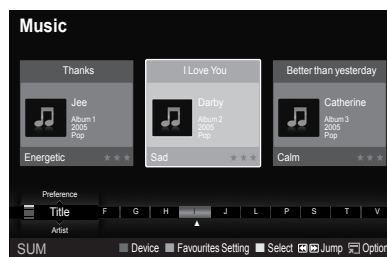 Music
Thanks
Jee
Album 1
2005
Pop
Energetic ★★★
I Love You
Darby
Album 2
2005
Pop
Sad ★★★
Better than yesterday
Catherine
Album 3
2005
Pop
Calm ★★★
Preference
Title
Artist
F G H I J L P S T V
SUM
Device Favourites Setting Select Jump Option